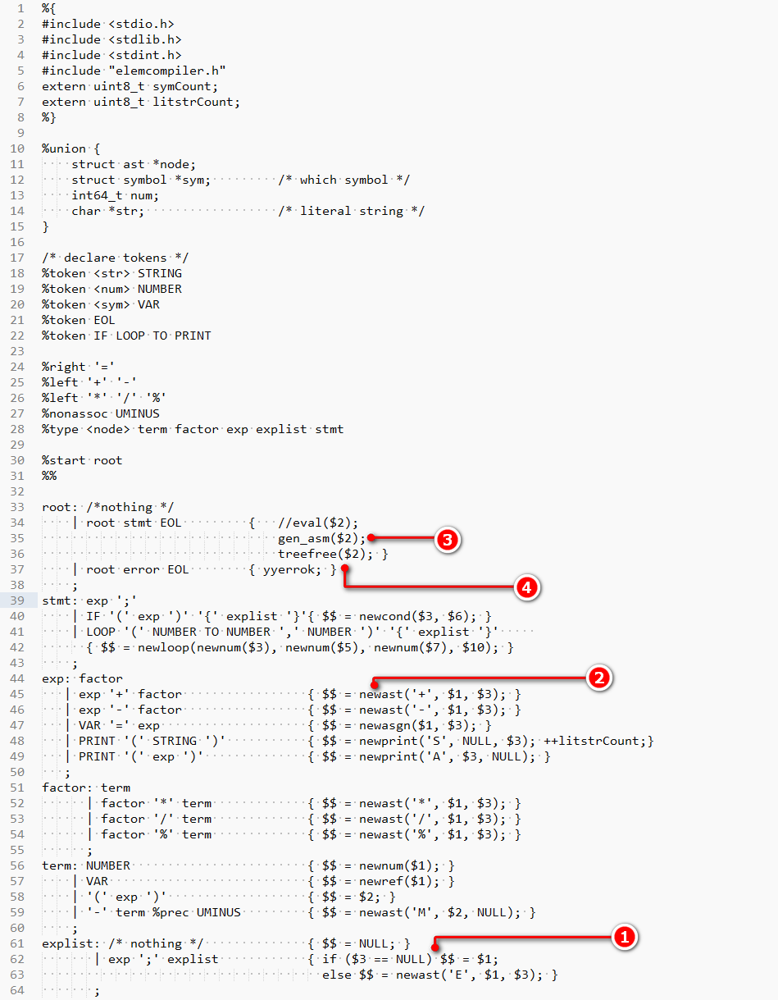 1 %{
2 #include <stdio.h>
3 #include <stdlib.h>
4 #include <stdint.h>
5 #include "elemcompiler.h"
6 extern uint8_t symCount;
7 extern uint8_t litstrCount;
8 %}
9
10 %union {
11     struct ast *node;
12     struct symbol *sym;         /* which symbol */
13     int64_t num;
14     char *str;                  /* literal string */
15 }
16
17 /* declare tokens */
18 %token <str> STRING
19 %token <num> NUMBER
20 %token <sym> VAR
21 %token EOL
22 %token IF LOOP TO PRINT
23
24 %right '='
25 %left '+' '-'
26 %left '*' '/' '%'
27 %nonassoc UMINUS
28 %type <node> term factor exp explist stmt
29
30 %start root
31 %%
32
33 root: /*nothing */
34     | root stmt EOL         {   //eval($2);
35                                 gen_asm($2); 3
36                                 treefree($2); }
37     | root error EOL        { yyerrok; }
38     ; 4
39 stmt: exp ';'
40     | IF '(' exp ')' '{' explist '}'{ $$ = newcond($3, $6); }
41     | LOOP '(' NUMBER TO NUMBER ',' NUMBER ')' '{' explist '}'
42       { $$ = newloop(newnum($3), newnum($5), newnum($7), $10); }
43     ;
44 exp: factor 2
45    | exp '+' factor                 { $$ = newast('+', $1, $3); }
46    | exp '-' factor                 { $$ = newast('-', $1, $3); }
47    | VAR '=' exp                    { $$ = newasgn($1, $3); }
48    | PRINT '(' STRING ')'           { $$ = newprint('S', NULL, $3); ++litstrCount;}
49    | PRINT '(' exp ')'              { $$ = newprint('A', $3, NULL); }
50    ;
51 factor: term
52       | factor '*' term             { $$ = newast('*', $1, $3); }
53       | factor '/' term             { $$ = newast('/', $1, $3); }
54       | factor '%' term             { $$ = newast('%', $1, $3); }
55       ;
56 term: NUMBER                        { $$ = newnum($1); }
57     | VAR                           { $$ = newref($1); }
58     | '(' exp ')'                   { $$ = $2; }
59     | '-' term %prec UMINUS         { $$ = newast('M', $2, NULL); }
60     ;
61 explist: /* nothing */              { $$ = NULL; } 1
62        | exp ';' explist            { if ($3 == NULL) $$ = $1;
63                                       else $$ = newast('E', $1, $3); }
64        ;